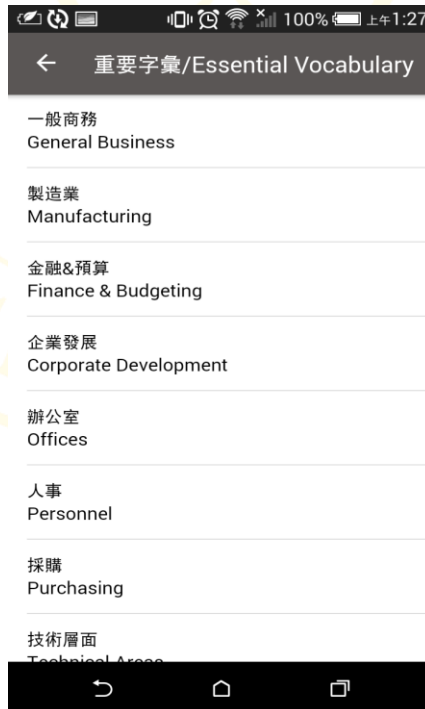 100% 上午1:27
重要字彙/Essential Vocabulary
一般商務
General Business
製造業
Manufacturing
金融&預算
Finance & Budgeting
企業發展
Corporate Development
辦公室
Offices
人事
Personnel
採購
Purchasing
技術層面
Technical Areas